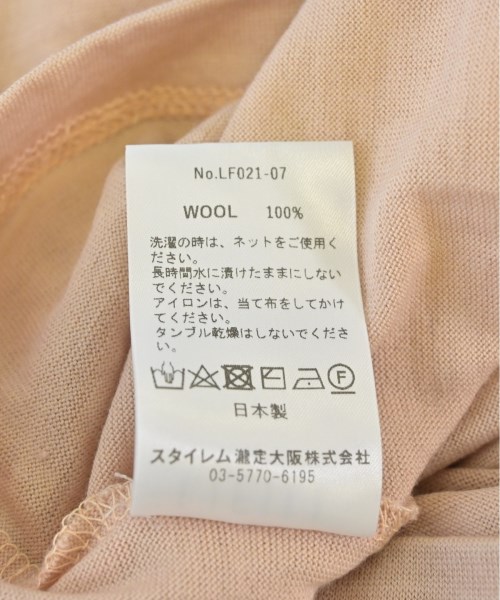 No.LF021-07
WOOL 100%
洗濯の時は、ネットをご使用く
ださい。
長時間水に漬けたままにしない
でください。
アイロンは、当て布をしてかけ
てください。
タンブル乾燥はしないでくださ
い。
F
日本製
スタイレム瀧定大阪株式会社
03-5770-6195